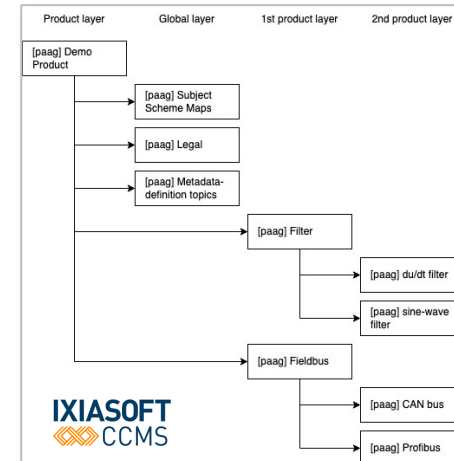 Product layer
Global layer
1st product layer
2nd product layer
[paag] Demo
Product
[paag] Subject
Scheme Maps
[paag] Legal
[paag] Metadata-
definition topics
[paag] Filter
[paag] du/dt filter
[paag] sine-wave
filter
[paag] Fieldbus
[paag] CAN bus
[paag] Profibus
IXIASOFT
CCMS